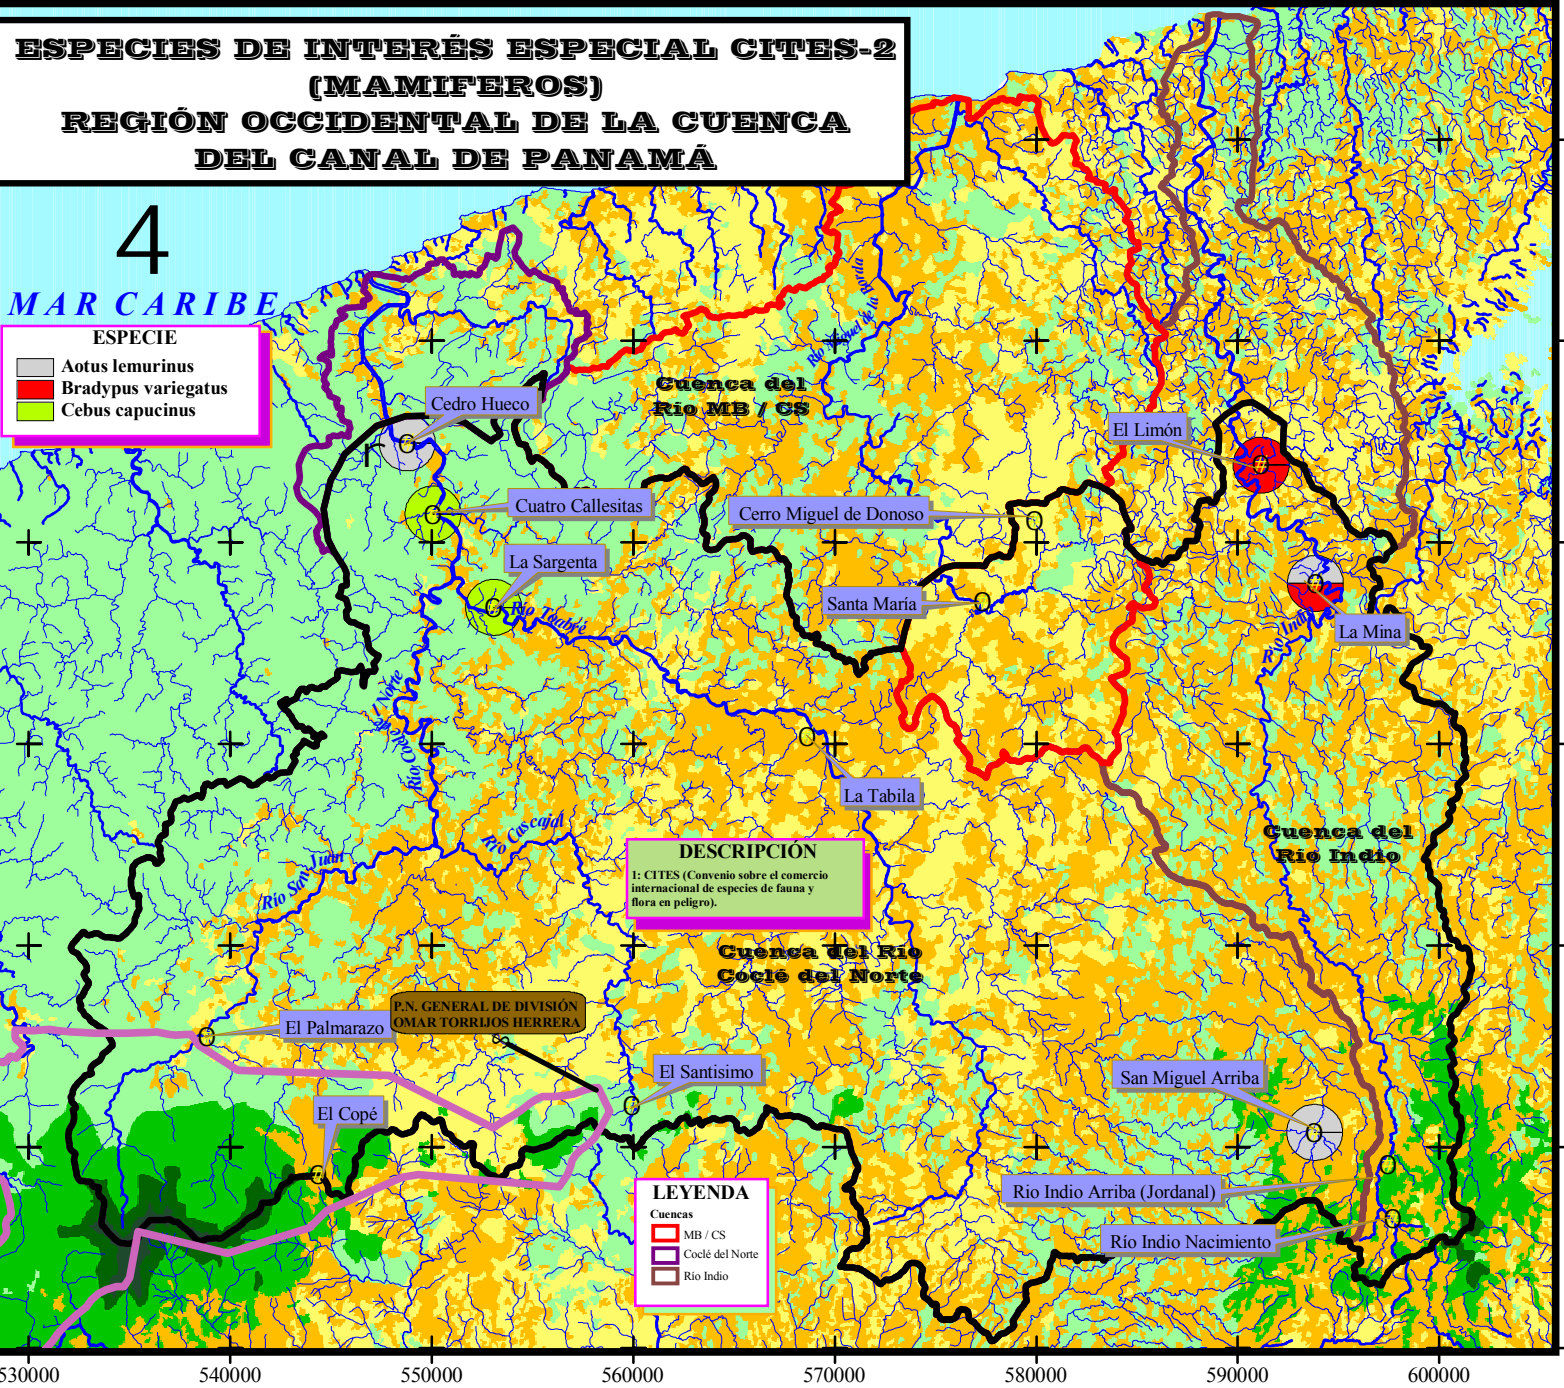 ESPECIES DE INTERÉS ESPECIAL CITES-2
(MAMIFEROS)
REGIÓN OCCIDENTAL DE LA CUENCA
DEL CANAL DE PANAMÁ
4
MAR CARIBE
ESPECIE
Aotus lemurinus
Bradypus variegatus
Cebus capucinus
Río Miguel de la Borda
Cuenca del
Río MB / CS
Cedro Hueco
El Limón
r
Cuatro Callesitas
Cerro Miguel de Donoso
La Sargenta
Río Toabré
Santa María
La Mina
Río Indio
Río Coclé del Norte
La Tabila
Río Cascajal
Río San Juan
Cuenca del
Río Indio
DESCRIPCIÓN
1: CITES (Convenio sobre el comercio
internacional de especies de fauna y
flora en peligro).
Cuenca del Río
Coclé del Norte
P.N. GENERAL DE DIVISIÓN
OMAR TORRIJOS HERRERA
El Palmarazo
El Santisimo
San Miguel Arriba
El Copé
Rio Indio Arriba (Jordanal)
Río Indio Nacimiento
LEYENDA
Cuencas
MB / CS
Coclé del Norte
Río Indio
530000 540000 550000 560000 570000 580000 590000 600000